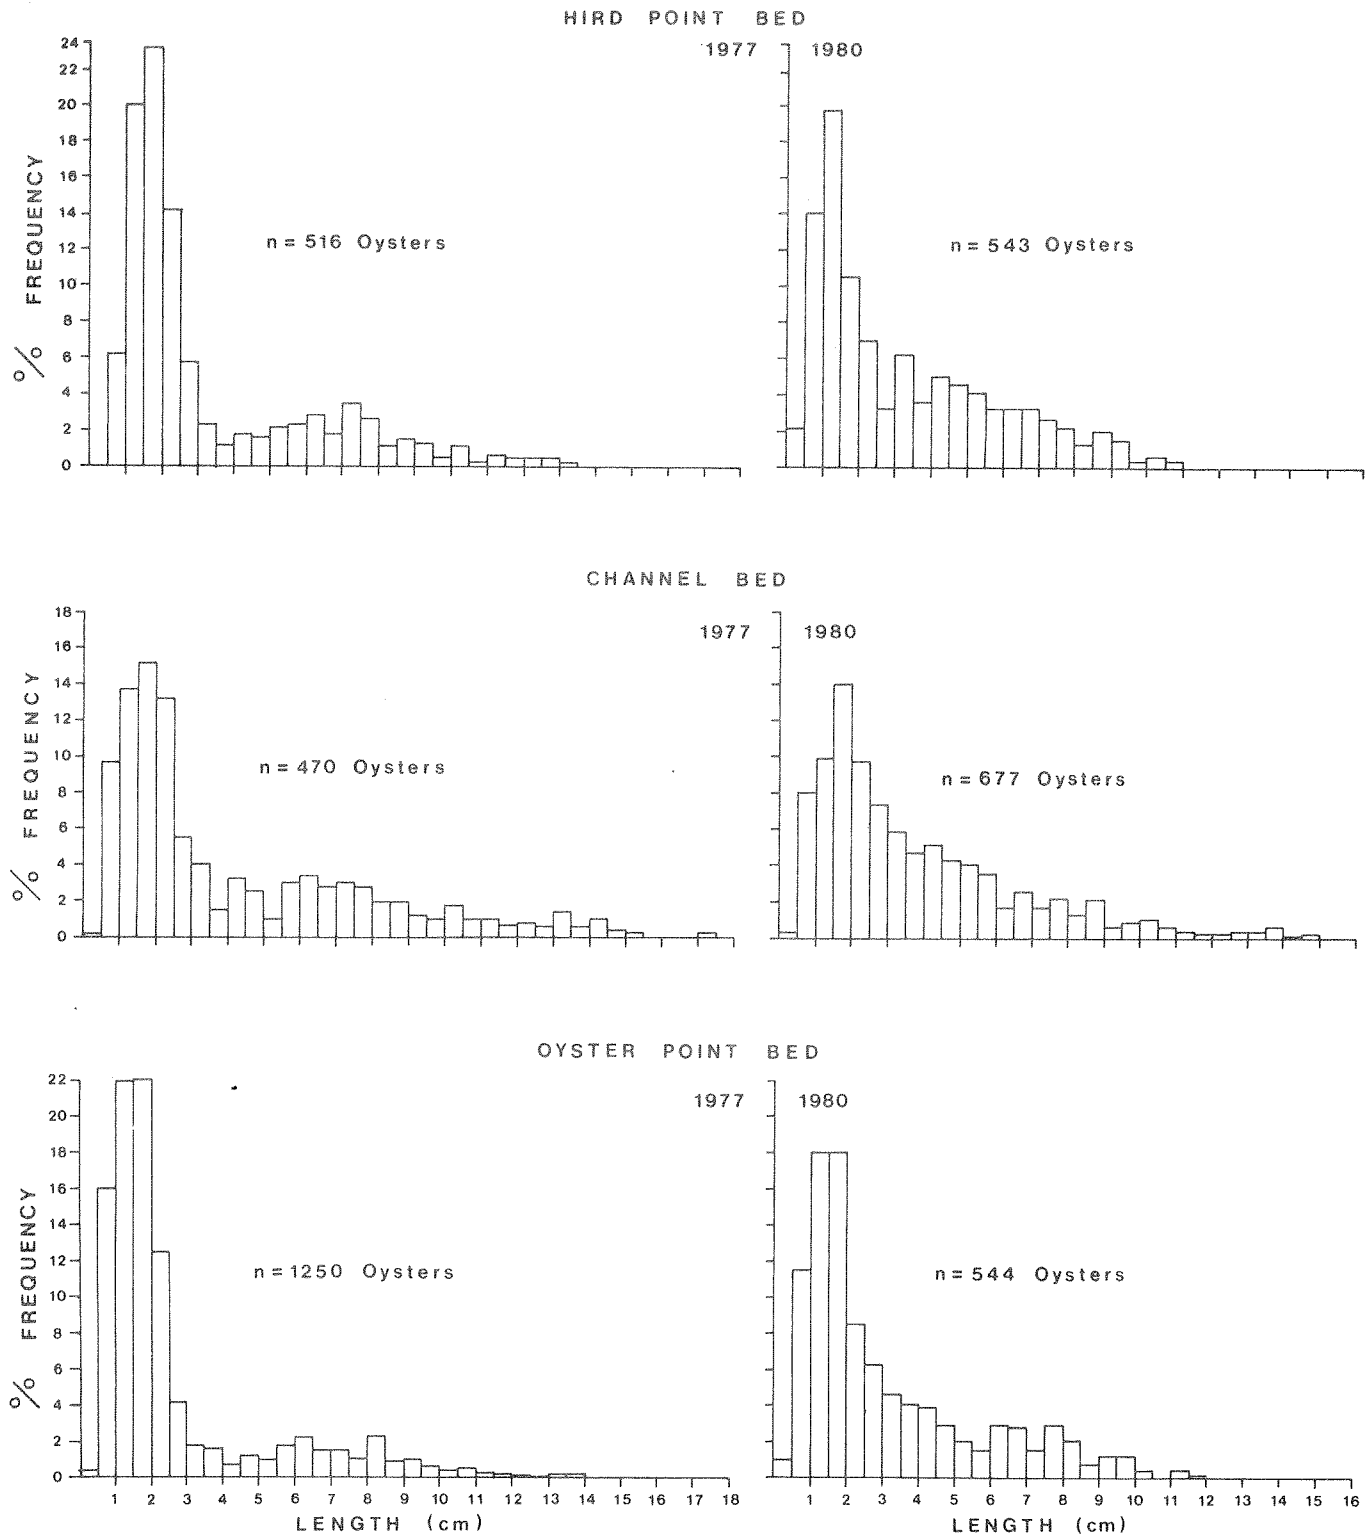 HIRD POINT BED
1977 1980
24
22
20
18
16
14
12
10
8
6
4
2
0
% FREQUENCY
n = 516 Oysters
n = 543 Oysters
CHANNEL BED
1977 1980
18
16
14
12
10
8
6
4
2
0
% FREQUENCY
n = 470 Oysters
n = 677 Oysters
OYSTER POINT BED
1977 1980
22
20
18
16
14
12
10
8
6
4
2
0
% FREQUENCY
n = 1250 Oysters
n = 544 Oysters
1 2 3 4 5 6 7 8 9 10 11 12 13 14 15 16 17 18
LENGTH (cm)
1 2 3 4 5 6 7 8 9 10 11 12 13 14 15 16
LENGTH (cm)